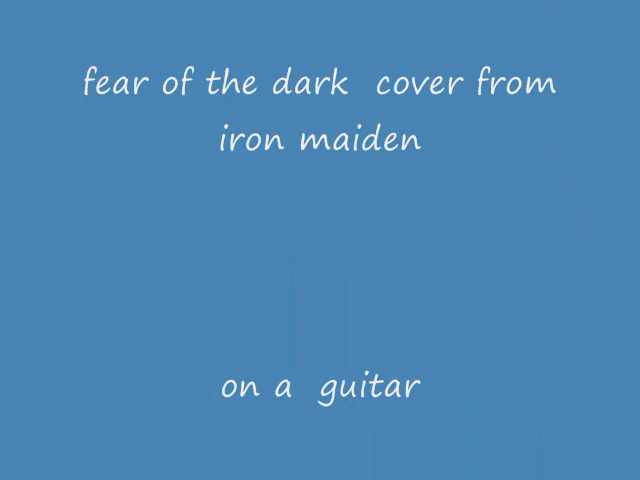 fear of the dark cover from
iron maiden
on a guitar